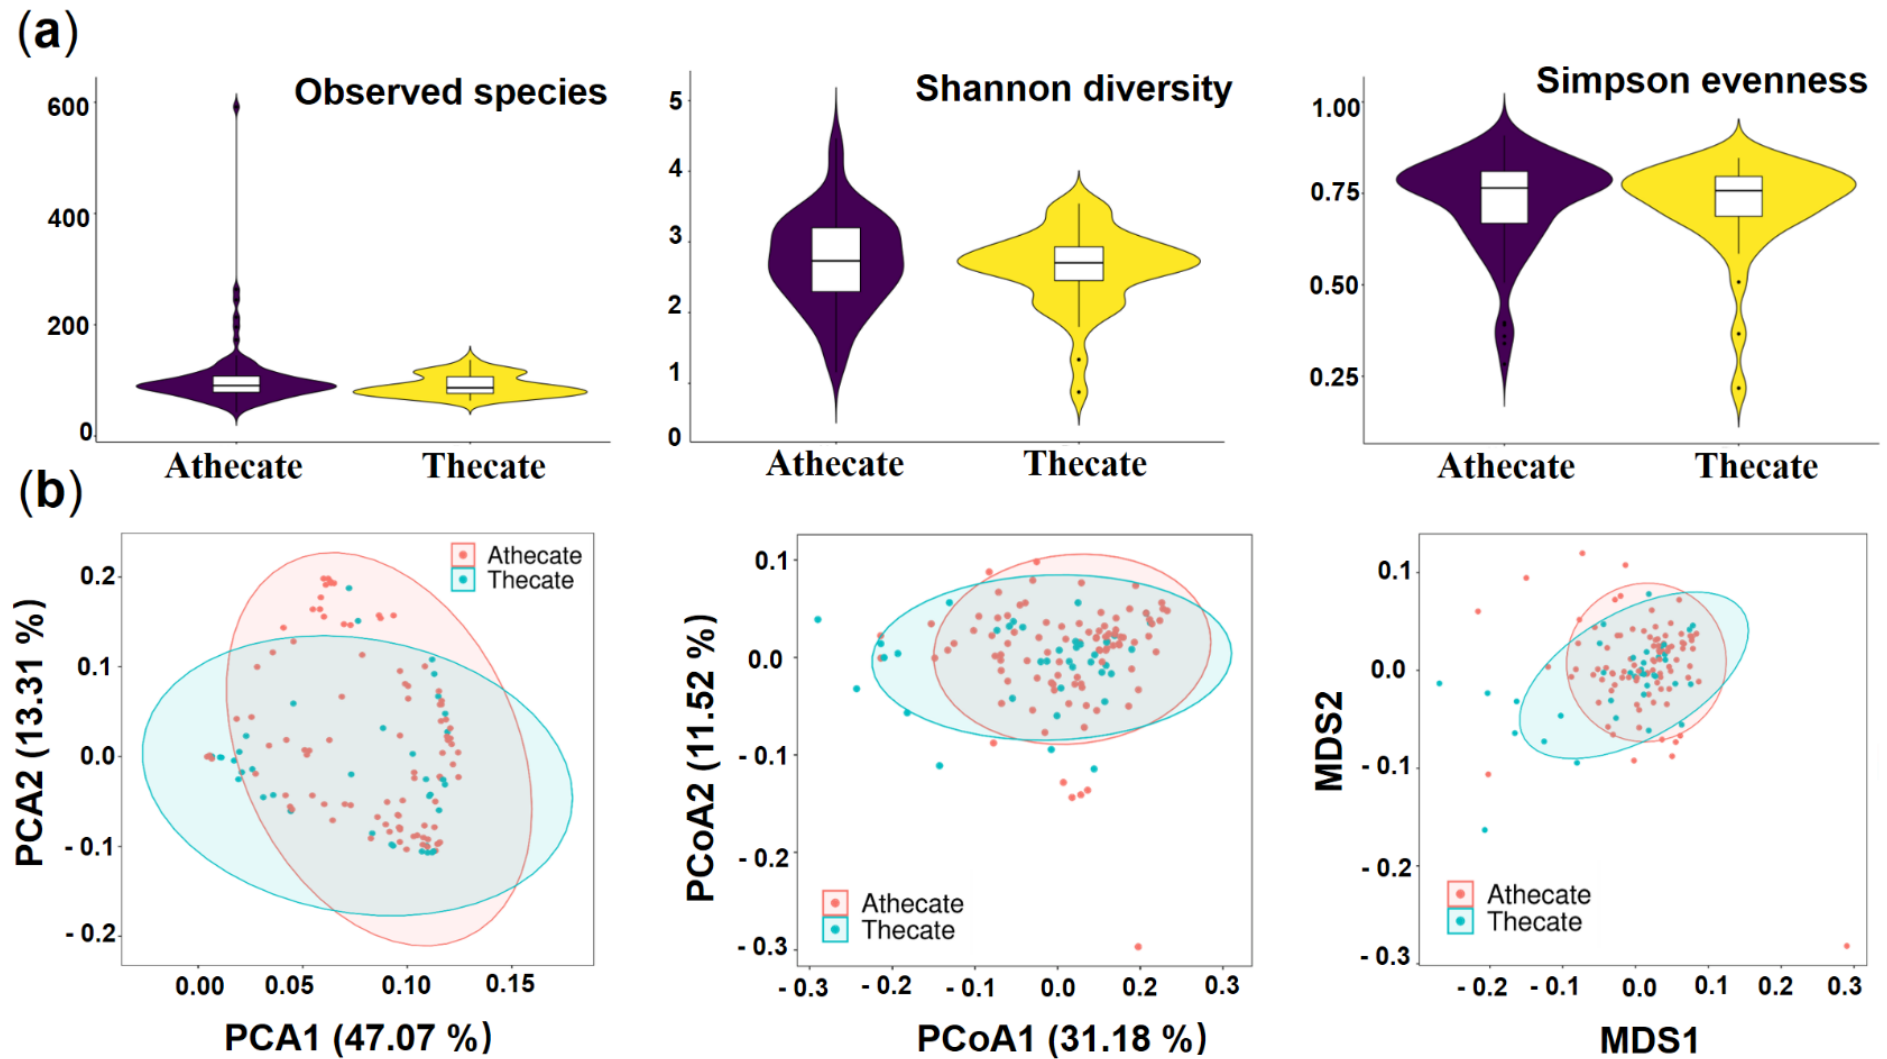 (a)
Observed species
600
400
200
0
Athecate Thecate
Shannon diversity
5
4
3
2
1
0
Athecate Thecate
Simpson evenness
1.00
0.75
0.50
0.25
Athecate Thecate
(b)
PCA2 (13.31 %)
0.2
0.1
0.0
- 0.1
- 0.2
Athecate
Thecate
0.00 0.05 0.10 0.15
PCA1 (47.07 %)
PCoA2 (11.52 %)
0.1
0.0
- 0.1
- 0.2
- 0.3
Athecate
Thecate
- 0.3 - 0.2 - 0.1 0.0 0.2 0.3
PCoA1 (31.18 %)
MDS2
0.1
0.0
- 0.1
- 0.2
- 0.3
Athecate
Thecate
- 0.2 - 0.1 0.0 0.1 0.2 0.3
MDS1